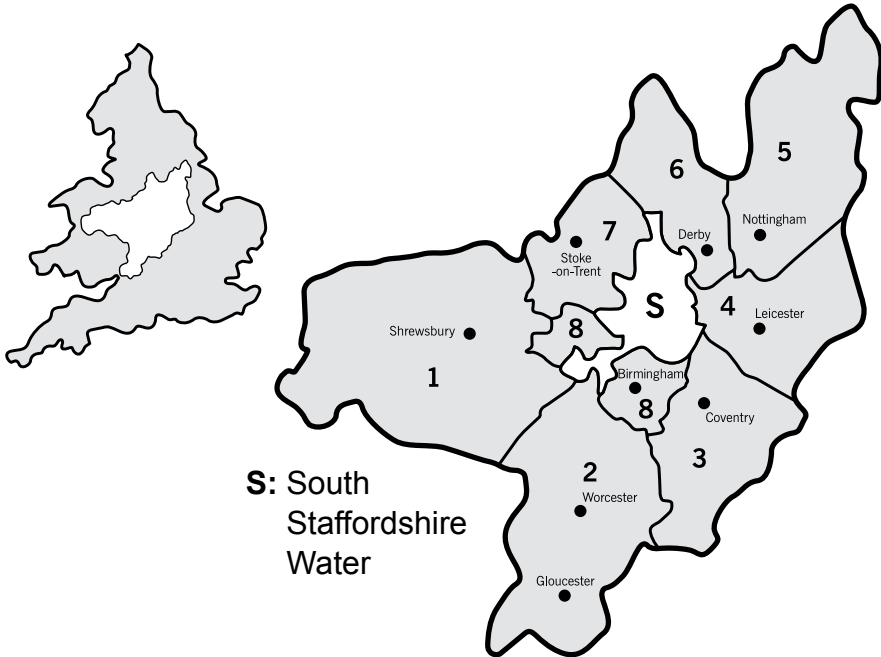 5
6
Nottingham
7
Derby
Stoke
-on-Trent
S
4
Leicester
8
Shrewsbury
1
Birmingham
8
Coventry
3
2
S: South
Staffordshire
Water
Worcester
Gloucester